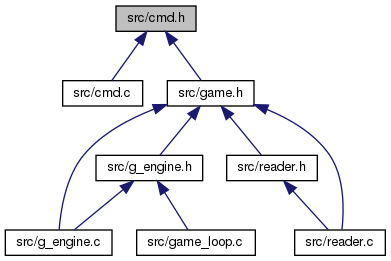 src/cmd.h
src/cmd.c
src/game.h
src/g_engine.h
src/reader.h
src/g_engine.c
src/game_loop.c
src/reader.c